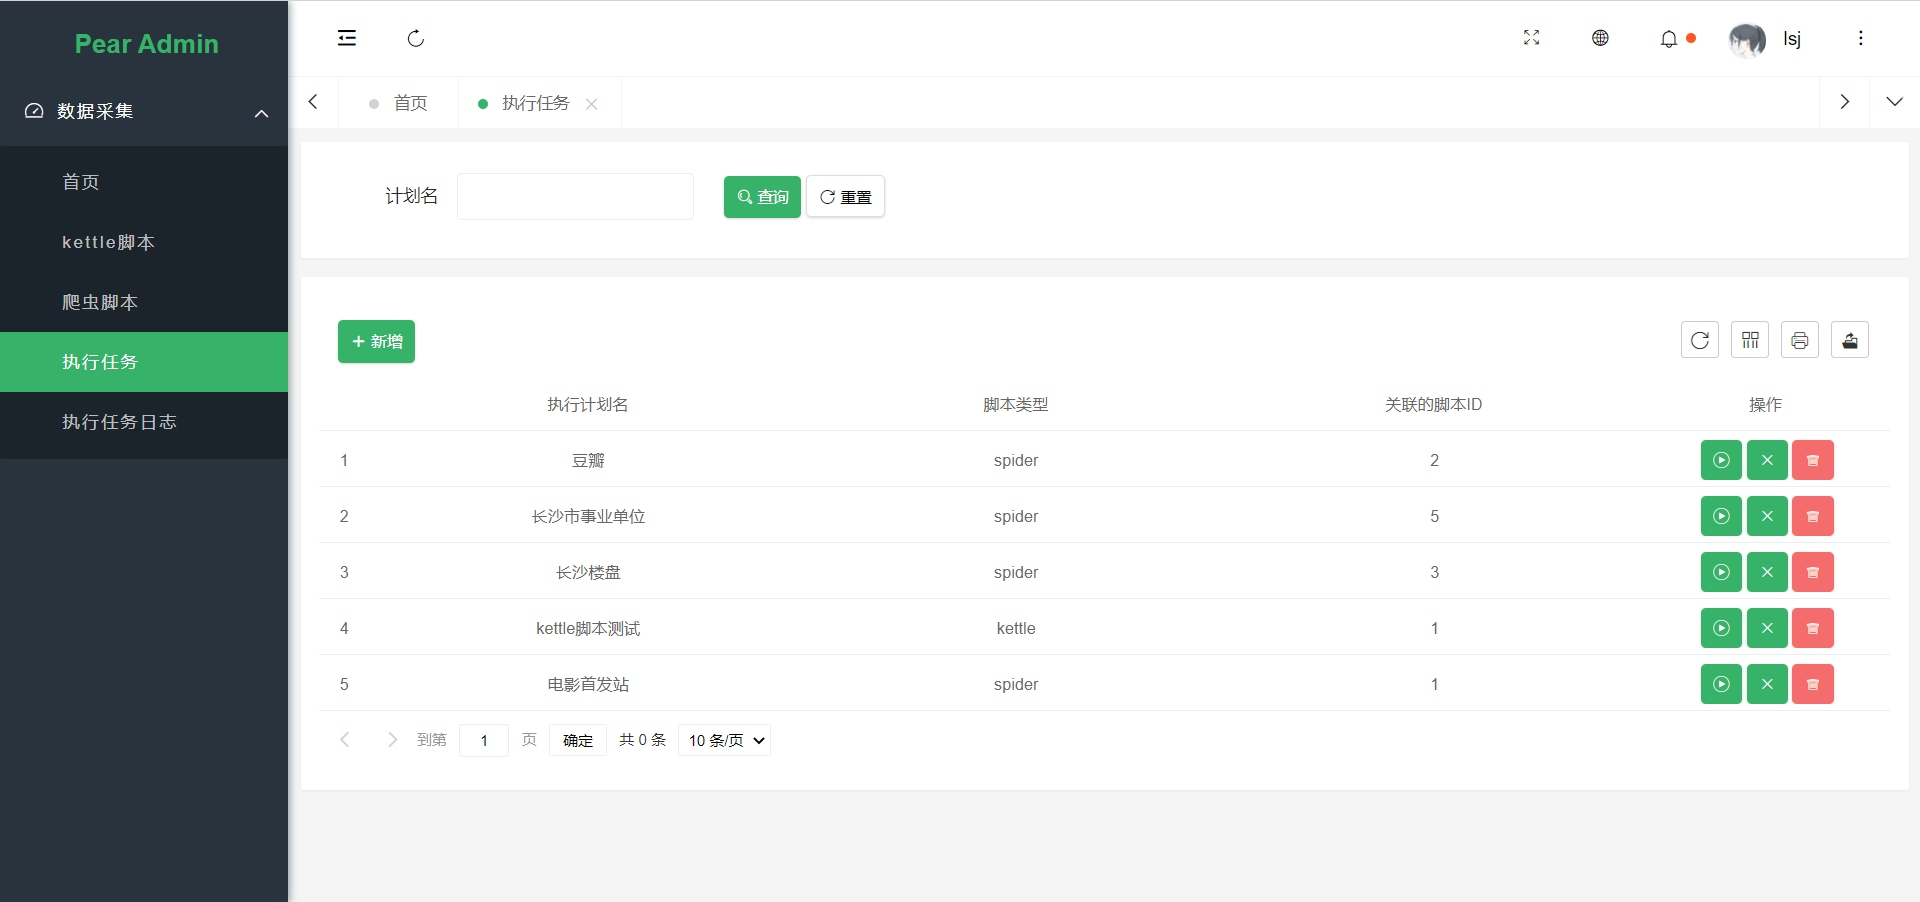 Pear Admin
数据采集
首页
kettle脚本
爬虫脚本
执行任务
执行任务日志
lsj
首页
执行任务
计划名
查询
重置
新增
执行计划名 脚本类型 关联的脚本ID 操作
1 豆瓣 spider 2
2 长沙市事业单位 spider 5
3 长沙楼盘 spider 3
4 kettle脚本测试 kettle 1
5 电影首发站 spider 1
到第 1 页 确定 共 0 条 10 条/页